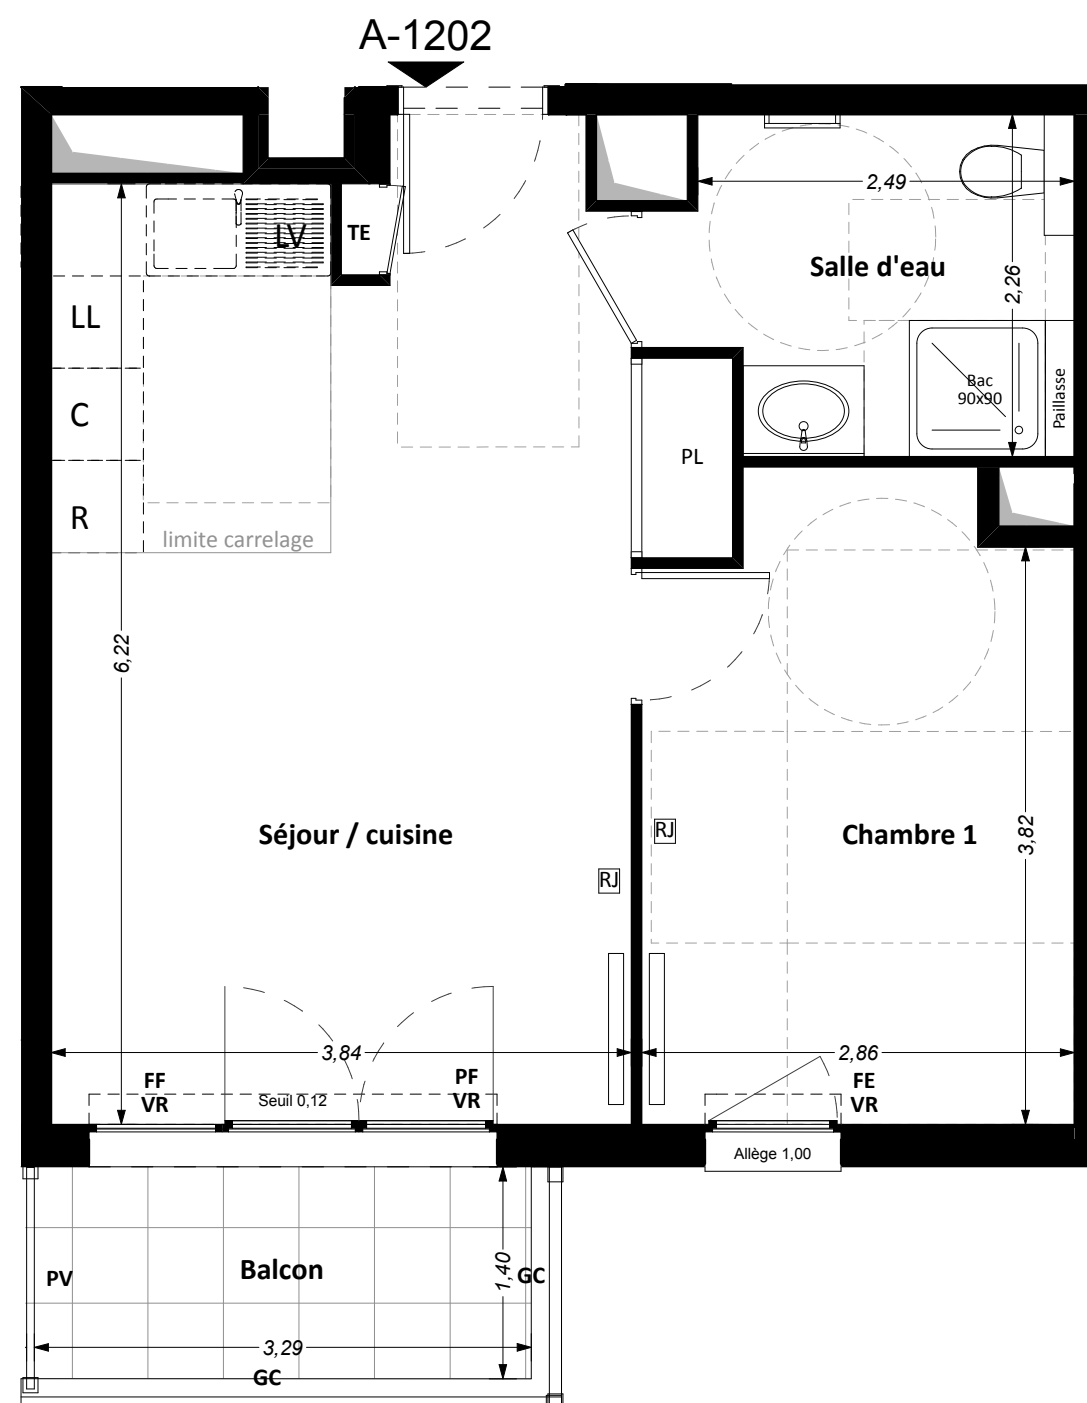 A-1202
LV
TE
2,49
Salle d'eau
2,26
LL
C
R
limite carrelage
Bac
90x90
Paillasse
PL
6,22
Séjour / cuisine
RJ
RJ
Chambre 1
3,82
3,84
2,86
FF
VR
Seuil 0,12
PF
VR
FE
VR
Allège 1,00
PV
Balcon
1,40
GC
3,29
GC